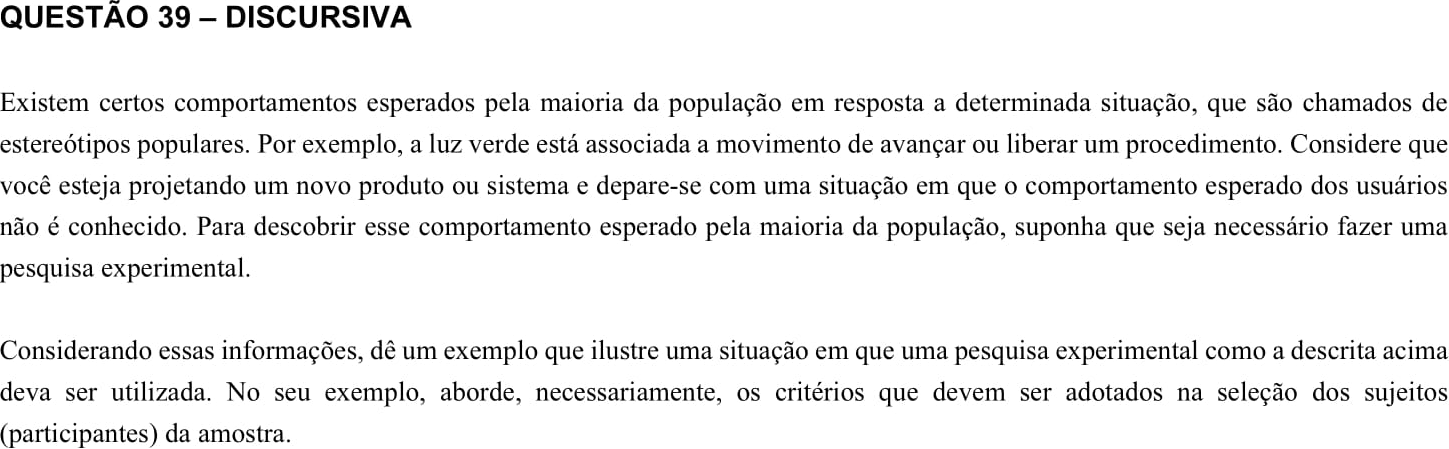 QUESTÃO 39 – DISCURSIVA
Existem certos comportamentos esperados pela maioria da população em resposta a determinada situação, que são chamados de
estereótipos populares. Por exemplo, a luz verde está associada a movimento de avançar ou liberar um procedimento. Considere que
você esteja projetando um novo produto ou sistema e depare-se com uma situação em que o comportamento esperado dos usuários
não é conhecido. Para descobrir esse comportamento esperado pela maioria da população, suponha que seja necessário fazer uma
pesquisa experimental.
Considerando essas informações, dê um exemplo que ilustre uma situação em que uma pesquisa experimental como a descrita acima
deva ser utilizada. No seu exemplo, aborde, necessariamente, os critérios que devem ser adotados na seleção dos sujeitos
(participantes) da amostra.